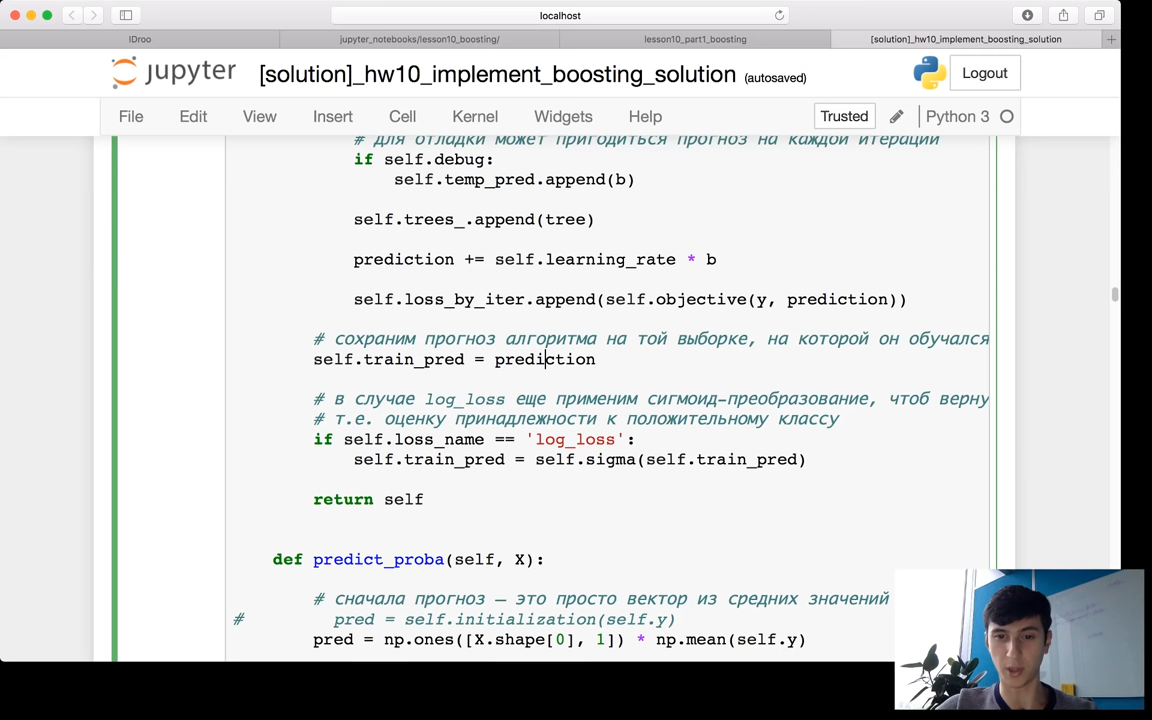 localhost
IDroo
jupyter_notebooks/lesson10_boosting/
lesson10_part1_boosting
[solution]_hw10_implement_boosting_solution
jupyter
[solution]_hw10_implement_boosting_solution (autosaved)
Logout
File Edit View Insert Cell Kernel Widgets Help
Trusted
Python 3
# для отладки может пригодиться прогноз на каждой итерации
if self.debug:
self.temp_pred.append(b)
self.trees_.append(tree)
prediction += self.learning_rate * b
self.loss_by_iter.append(self.objective(y, prediction))
# сохраним прогноз алгоритма на той выборке, на которой он обучался
self.train_pred = prediction
# в случае log_loss еще применим сигмоид-преобразование, чтоб верну
# т.е. оценку принадлежности к положительному классу
if self.loss_name == 'log_loss':
self.train_pred = self.sigma(self.train_pred)
return self
def predict_proba(self, X):
# сначала прогноз – это просто вектор из средних значений
# pred = self.initialization(self.y)
pred = np.ones([X.shape[0], 1]) * np.mean(self.y)